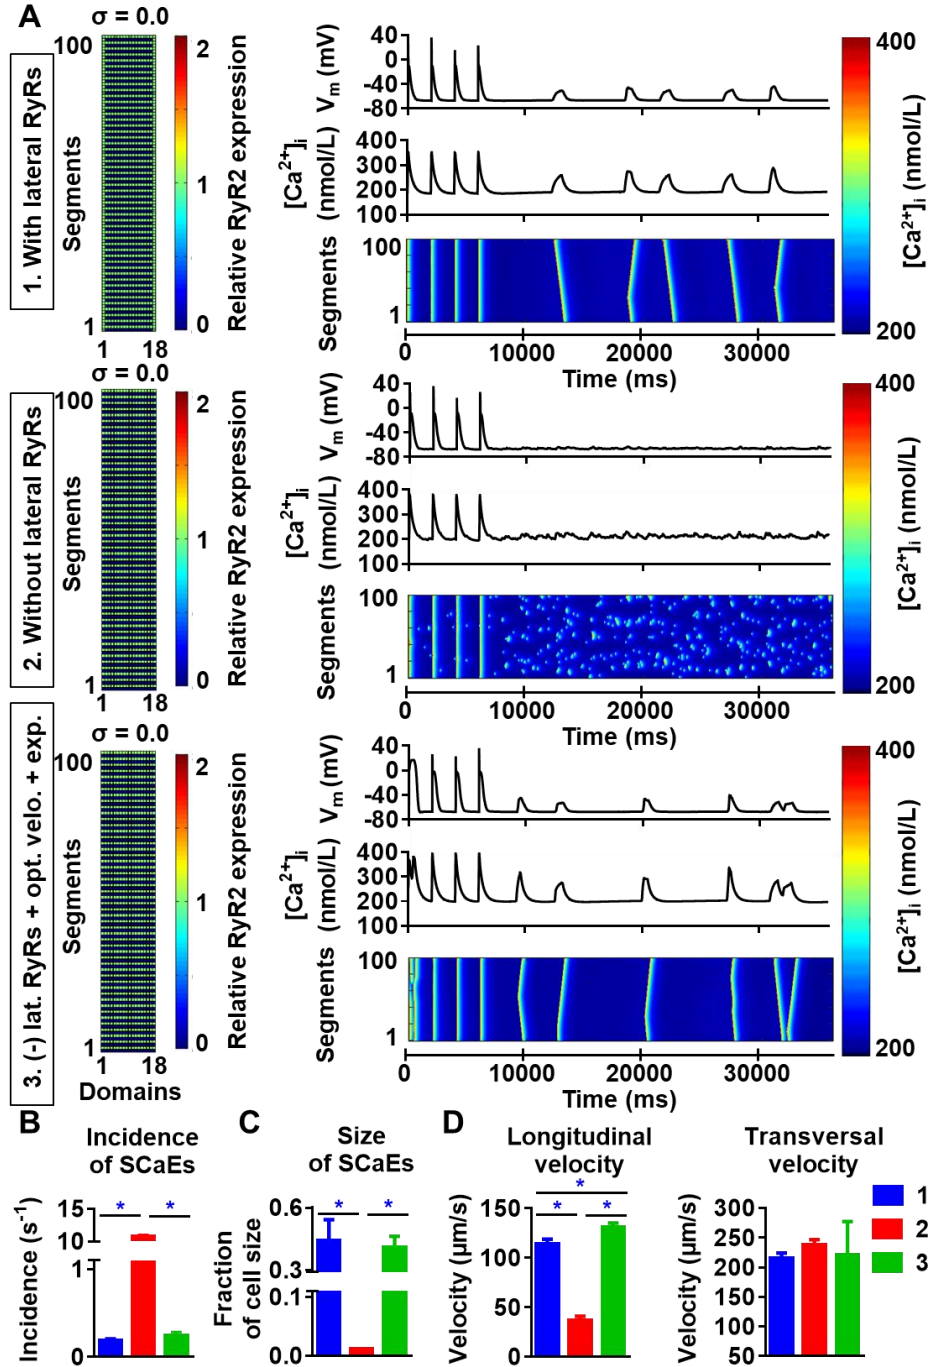 A
σ = 0.0
1. With lateral RyRs
Segments
100
1
1 18
2
1
0
Relative RyR2 expression
Vm (mV)
40
0
-40
-80
[Ca2+]i
(nmol/L)
400
300
200
100
Segments
100
1
0 10000 20000 30000
Time (ms)
400
200
[Ca2+]i (nmol/L)
σ = 0.0
2. Without lateral RyRs
Segments
100
1
1 18
2
1
0
Relative RyR2 expression
Vm (mV)
40
0
-40
-80
[Ca2+]i
(nmol/L)
400
300
200
100
Segments
100
1
0 10000 20000 30000
Time (ms)
400
200
[Ca2+]i (nmol/L)
σ = 0.0
3. (-) lat. RyRs + opt. velo. + exp.
Segments
100
1
1 18
Domains
2
1
0
Relative RyR2 expression
Vm (mV)
40
0
-40
-80
[Ca2+]i
(nmol/L)
400
300
200
100
Segments
100
1
0 10000 20000 30000
Time (ms)
400
200
[Ca2+]i (nmol/L)
B
Incidence
of SCaEs
Incidence (s-1)
15
10
1
0
* *
C
Size
of SCaEs
Fraction
of cell size
0.6
0.3
0.1
0.0
* *
D
Longitudinal
velocity
Velocity (µm/s)
150
100
50
0
*
* *
Transversal
velocity
Velocity (µm/s)
300
250
200
150
100
50
1
2
3